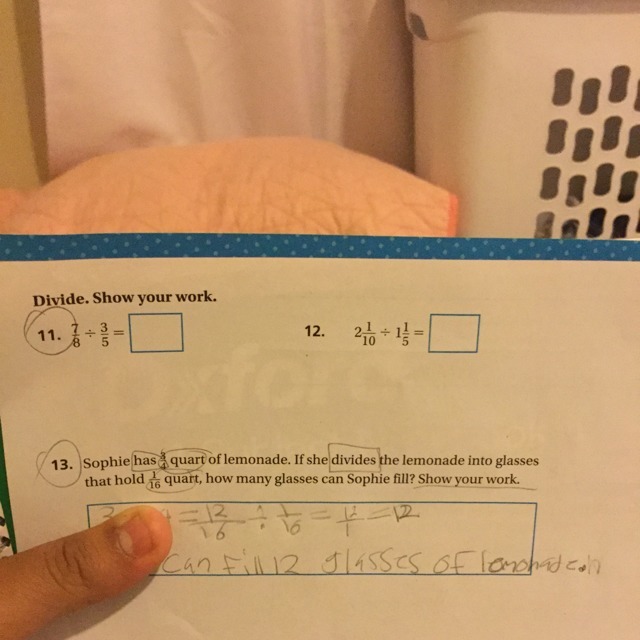 Divide. Show your work.
11. 7/8 ÷ 3/5 =
12. 2 1/10 ÷ 1 1/5 =
13. Sophie has 3/4 quart of lemonade. If she divides the lemonade into glasses
that hold 1/16 quart, how many glasses can Sophie fill? Show your work.
= 12/16 ÷ 1/16 = 12/1 = 12
can fill 12 glasses of lemonade.